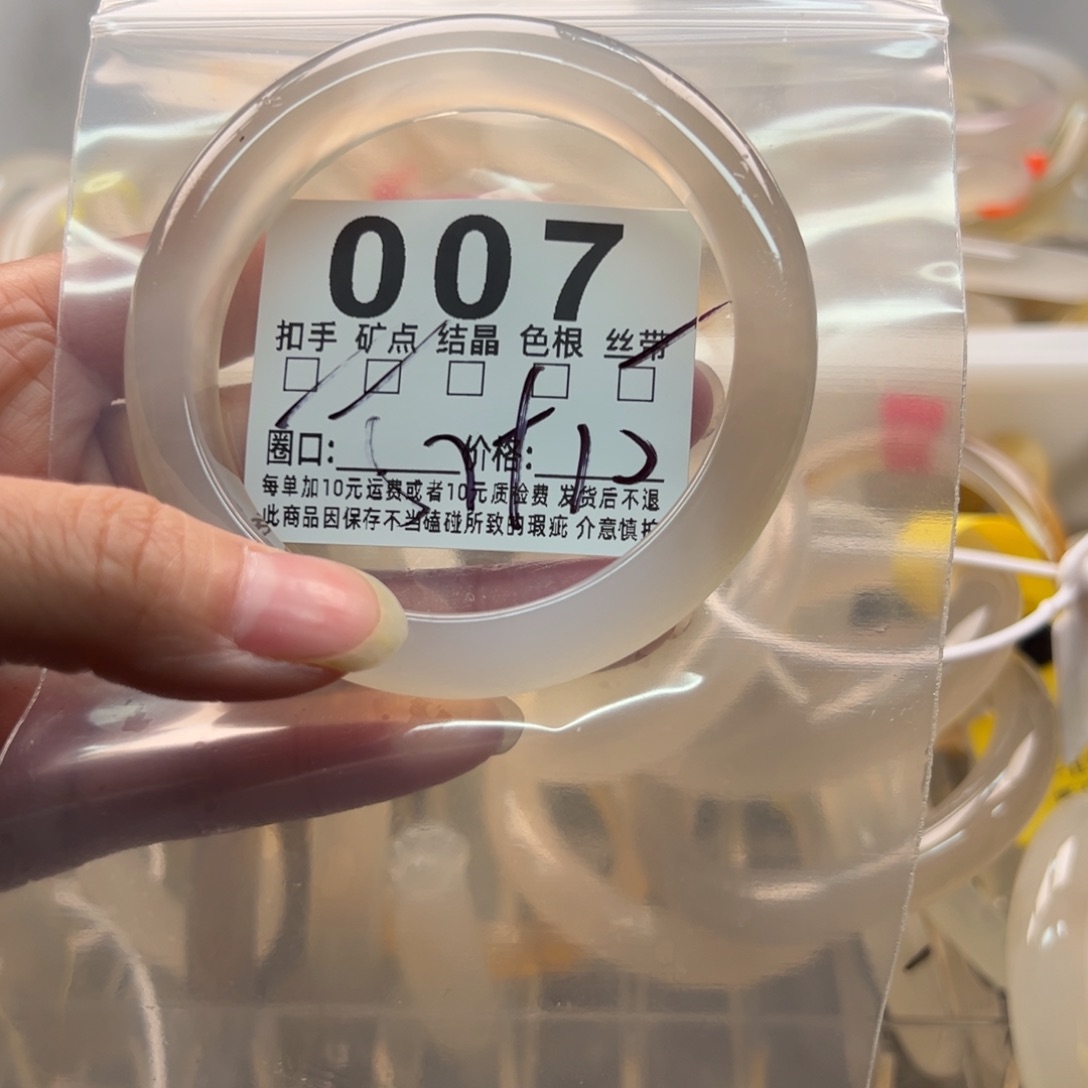 007
扣手 矿点 结晶 色根 丝带
圈口: 价格:
每单加10元运费或者10元质检费 发货后不退
此商品因保存不当磕碰所致的瑕疵 介意慎拍